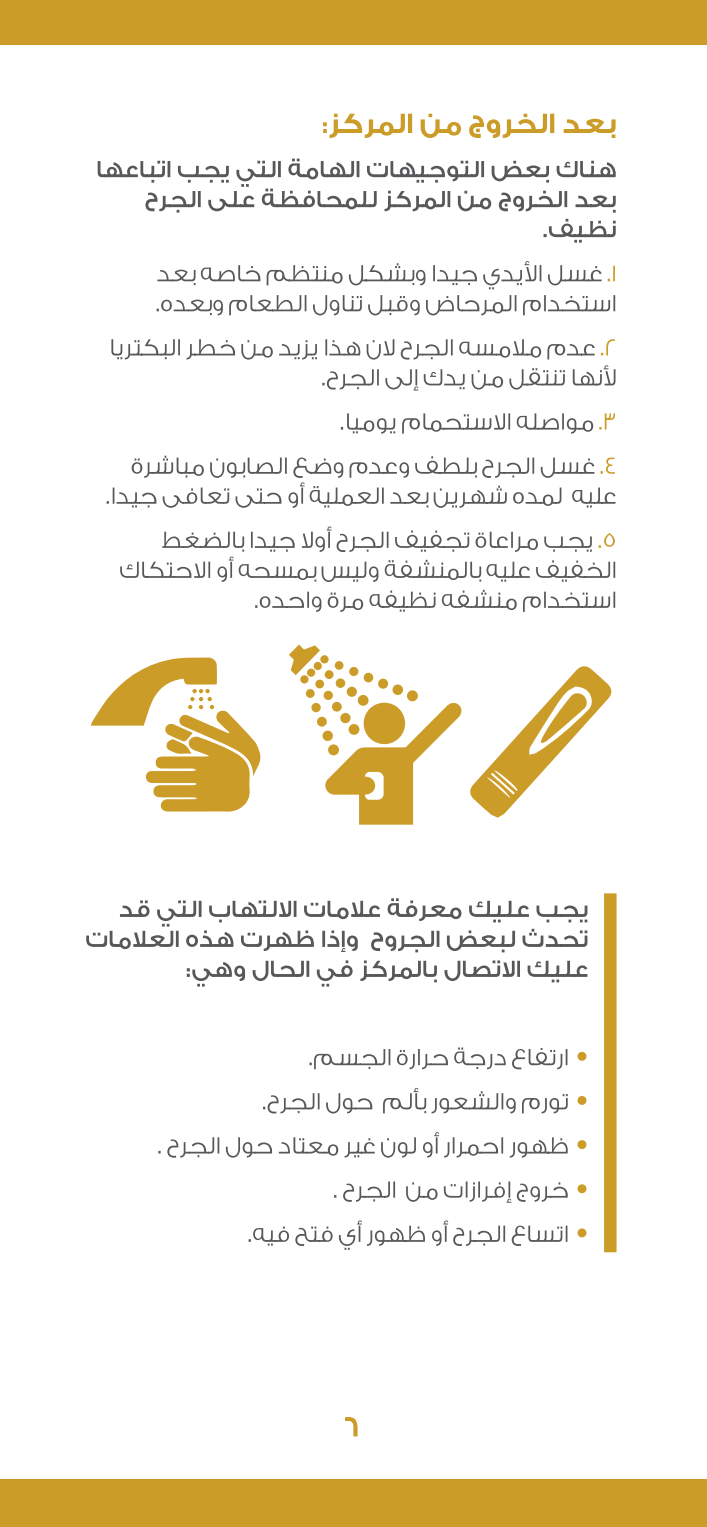 بعد الخروج من المركز:
هناك بعض التوجيهات الهامة التي يجب اتباعها
بعد الخروج من المركز للمحافظة على الجرح
نظيف.
١. غسل الأيدي جيدا وبشكل منتظم خاصه بعد
استخدام المرحاض وقبل تناول الطعام وبعده.
٢. عدم ملامسه الجرح لان هذا يزيد من خطر البكتريا
لأنها تنتقل من يدك إلى الجرح.
٣. مواصله الاستحمام يوميا.
٤. غسل الجرح بلطف وعدم وضع الصابون مباشرة
عليه لمده شهرين بعد العملية أو حتى تعافى جيدا.
٥. يجب مراعاة تجفيف الجرح أولا جيدا بالضغط
الخفيف عليه بالمنشفة وليس بمسحه أو الاحتكاك
استخدام منشفه نظيفه مرة واحده.
يجب عليك معرفة علامات الالتهاب التي قد
تحدث لبعض الجروح وإذا ظهرت هذه العلامات
عليك الاتصال بالمركز في الحال وهي:
• ارتفاع درجة حرارة الجسم.
• تورم والشعور بألم حول الجرح.
• ظهور احمرار أو لون غير معتاد حول الجرح .
• خروج إفرازات من الجرح .
• اتساع الجرح أو ظهور أي فتح فيه.
٦